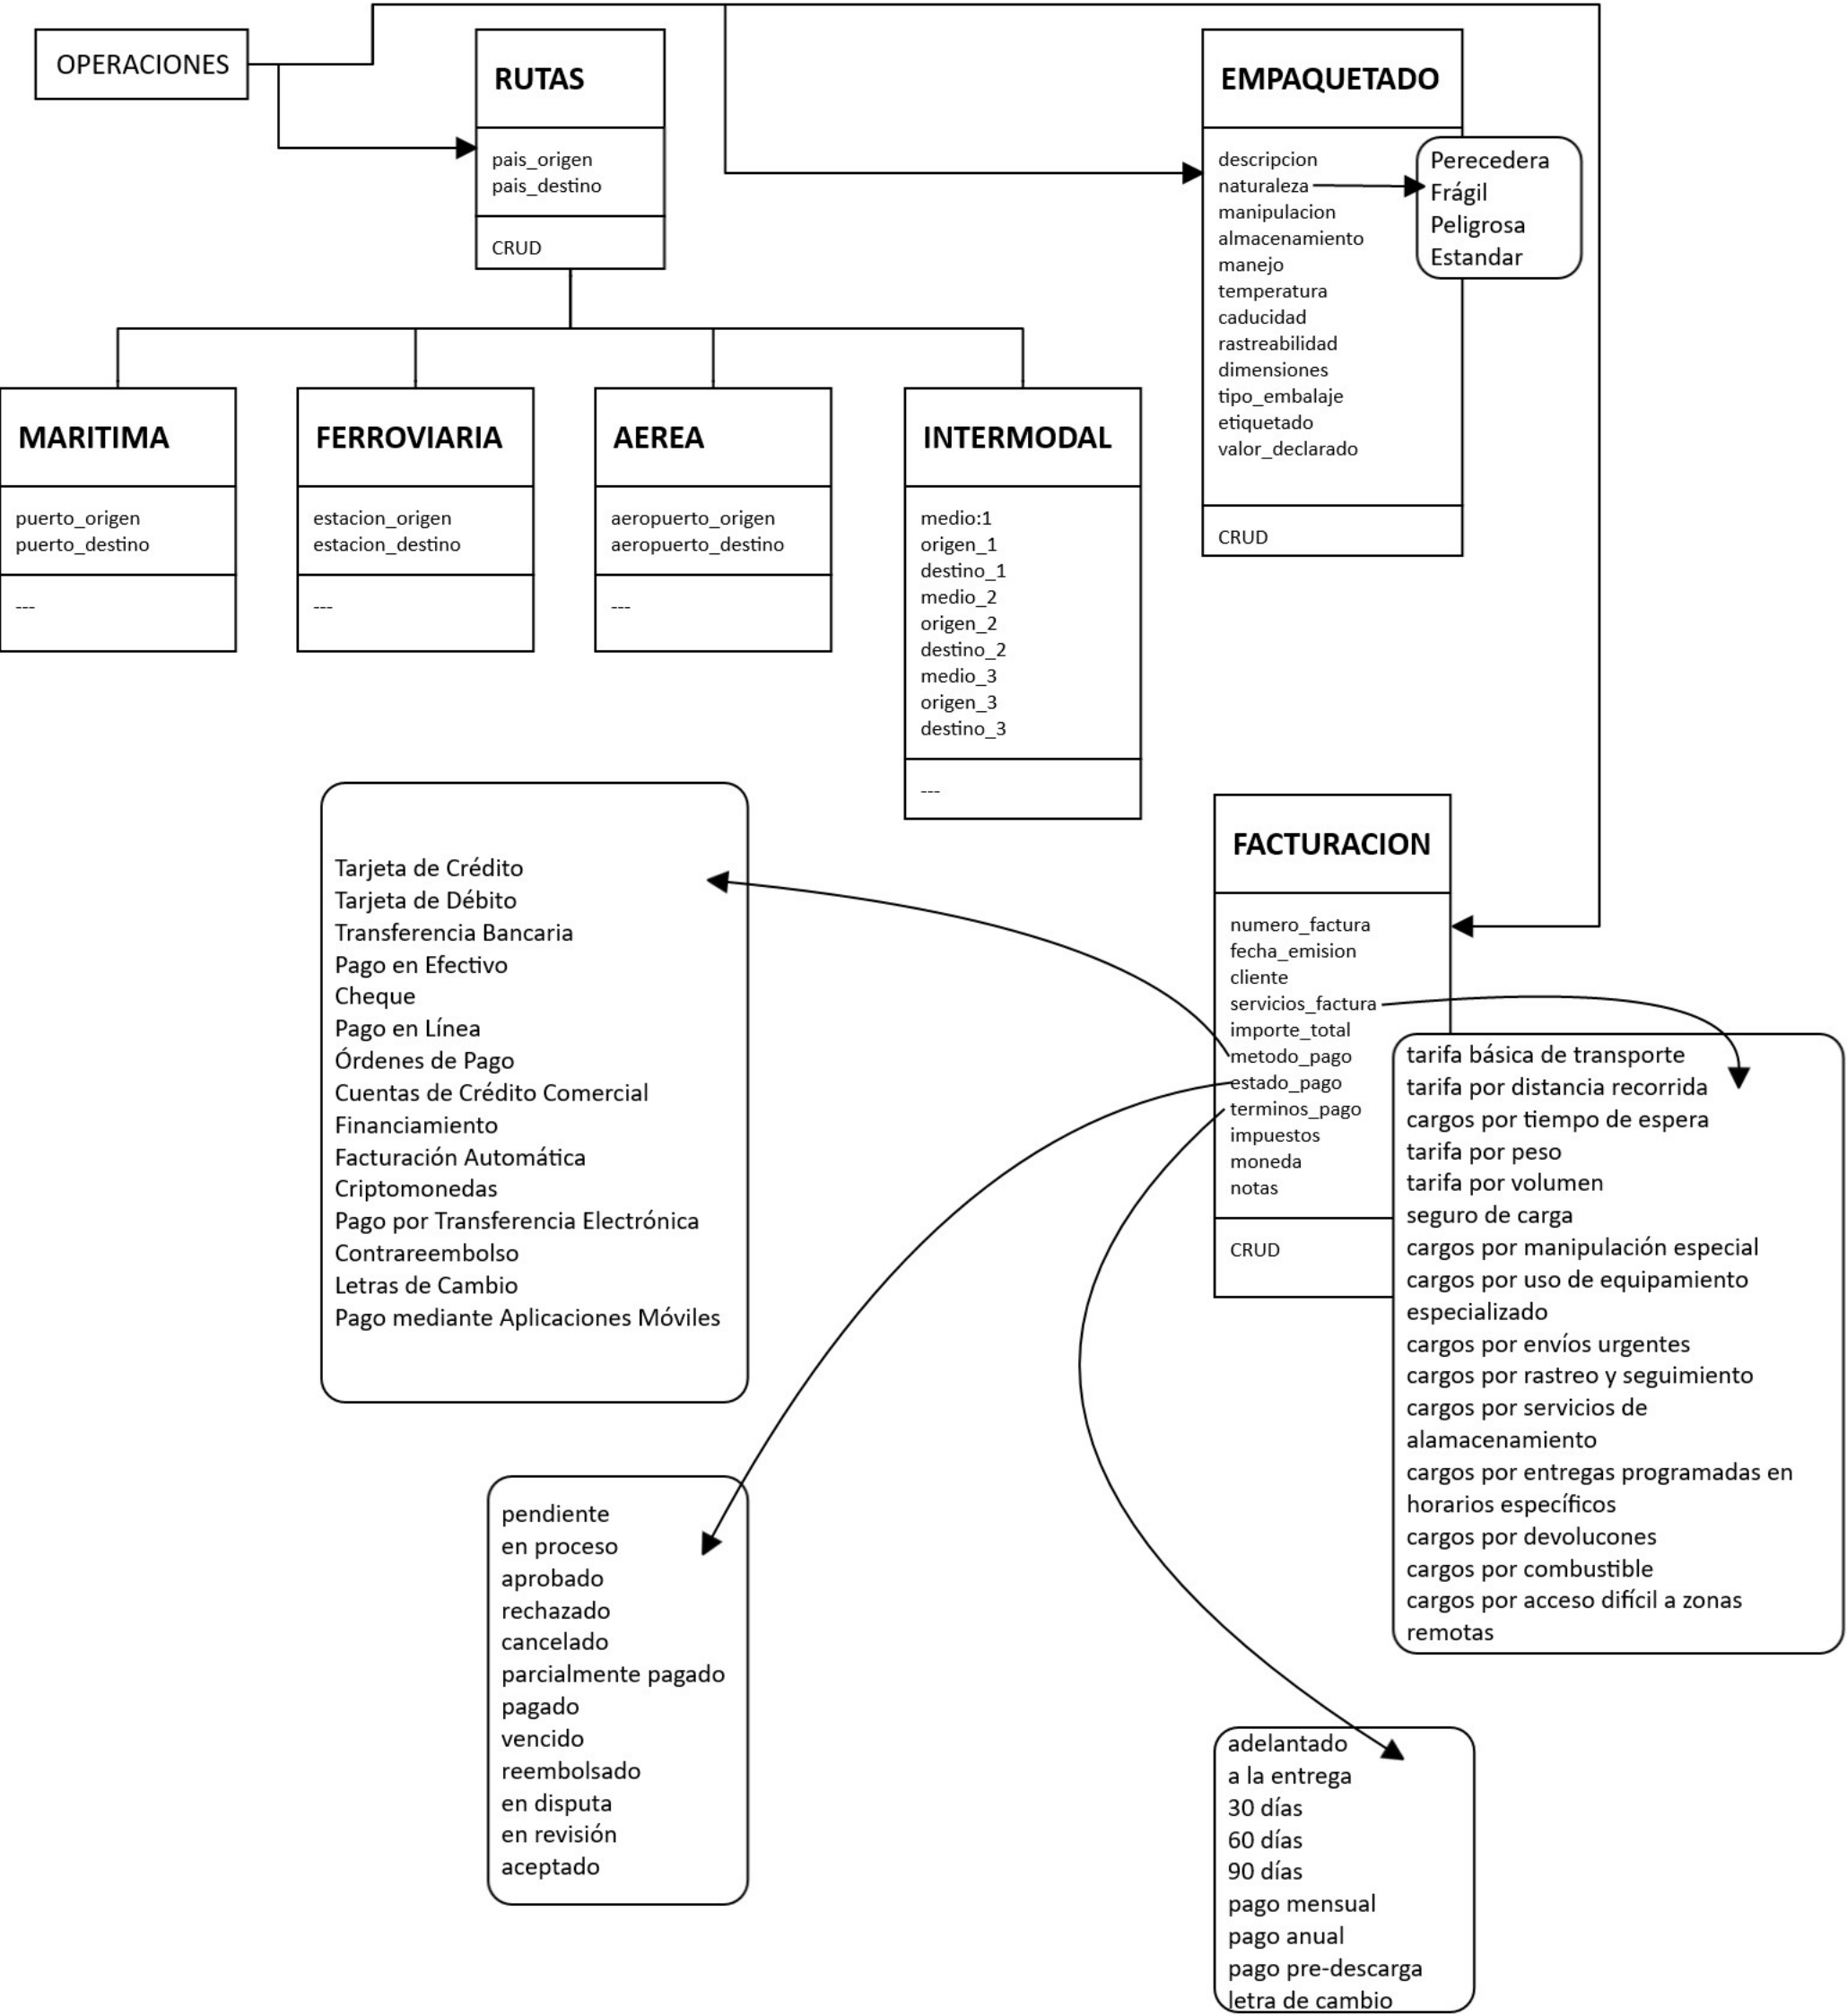 OPERACIONES
RUTAS
pais_origen
pais_destino
CRUD
EMPAQUETADO
descripcion
naturaleza
manipulacion
almacenamiento
manejo
temperatura
caducidad
rastreabilidad
dimensiones
tipo_embalaje
etiquetado
valor_declarado
CRUD
Perecedera
Frágil
Peligrosa
Estandar
MARITIMA
puerto_origen
puerto_destino
---
FERROVIARIA
estacion_origen
estacion_destino
---
AEREA
aeropuerto_origen
aeropuerto_destino
---
INTERMODAL
medio:1
origen_1
destino_1
medio_2
origen_2
destino_2
medio_3
origen_3
destino_3
---
FACTURACION
numero_factura
fecha_emision
cliente
servicios_factura
importe_total
metodo_pago
estado_pago
terminos_pago
impuestos
moneda
notas
CRUD
Tarjeta de Crédito
Tarjeta de Débito
Transferencia Bancaria
Pago en Efectivo
Cheque
Pago en Línea
Órdenes de Pago
Cuentas de Crédito Comercial
Financiamiento
Facturación Automática
Criptomonedas
Pago por Transferencia Electrónica
Contrareembolso
Letras de Cambio
Pago mediante Aplicaciones Móviles
tarifa básica de transporte
tarifa por distancia recorrida
cargos por tiempo de espera
tarifa por peso
tarifa por volumen
seguro de carga
cargos por manipulación especial
cargos por uso de equipamiento
especializado
cargos por envíos urgentes
cargos por rastreo y seguimiento
cargos por servicios de
alamacenamiento
cargos por entregas programadas en
horarios específicos
cargos por devolucones
cargos por combustible
cargos por acceso difícil a zonas
remotas
pendiente
en proceso
aprobado
rechazado
cancelado
parcialmente pagado
pagado
vencido
reembolsado
en disputa
en revisión
aceptado
adelantado
a la entrega
30 días
60 días
90 días
pago mensual
pago anual
pago pre-descarga
letra de cambio